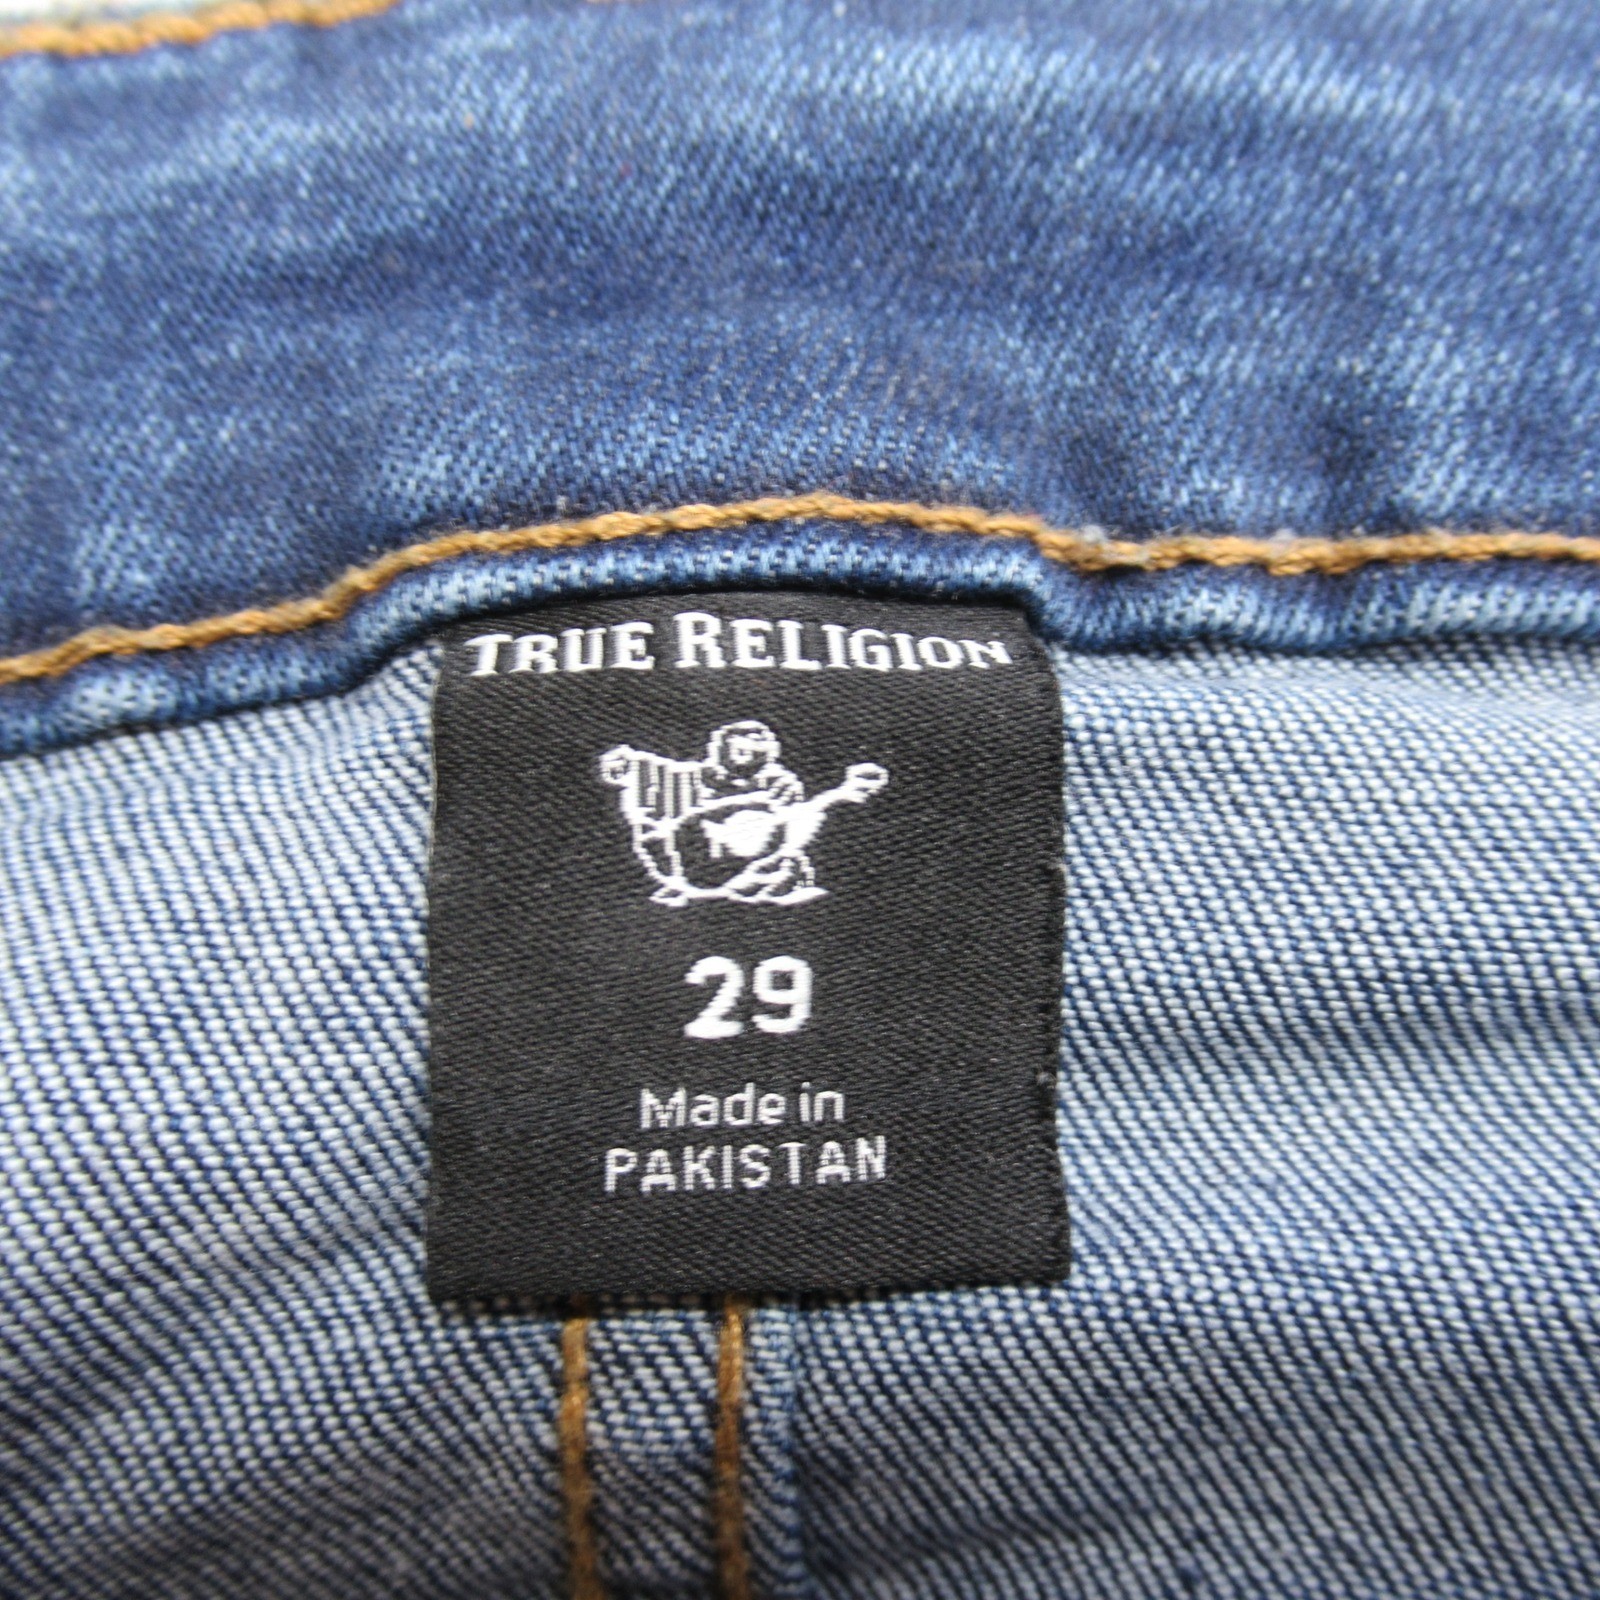 TRUE RELIGION
29
Made in
PAKISTAN